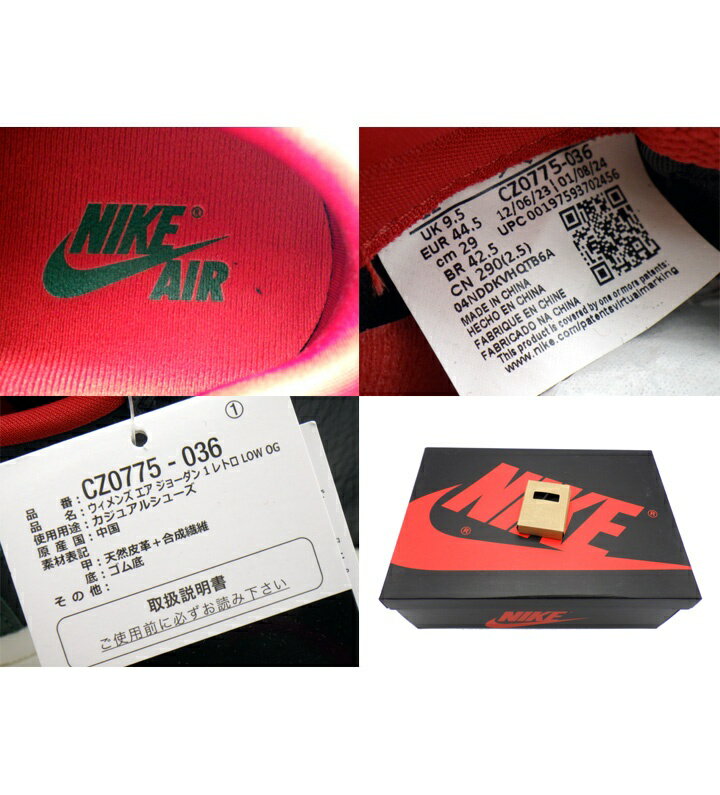 NIKE®
AIR
UK 9.5 CZ0775-036
EUR 44.5 12/06/23 01/08/24
cm 29 UPC 00197593702456
BR 42.5
CN 290(2.5)
04NDDKVHQTB6A
MADE IN CHINA
HECHO EN CHINA
FABRIQUE EN CHINE
FABRICADO NA CHINA
This product is covered by one or more patents:
www.nike.com/patentsvirtualmarking
①
品 番: CZ0775-036
品 名: ウィメンズ エア ジョーダン 1 レトロ LOW OG
使用用途: カジュアルシューズ
原 産 国: 中国
素材表記
甲: 天然皮革+合成繊維
底: ゴム底
そ の 他:
取扱説明書
ご使用前に必ずお読み下さい
NIKE
®
®
NIKE